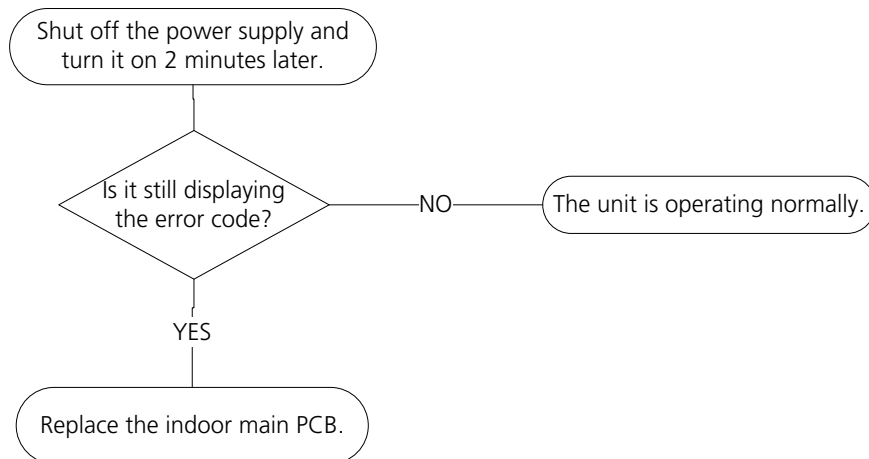 Shut off the power supply and
turn it on 2 minutes later.
Is it still displaying
the error code?
NO
The unit is operating normally.
YES
Replace the indoor main PCB.